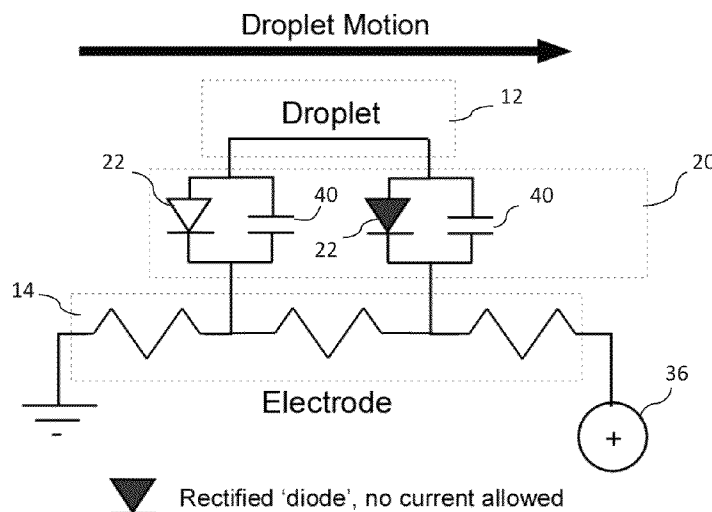 Droplet Motion
12
Droplet
22
20
40
40
22
14
36
Electrode
+
-
Rectified 'diode', no current allowed